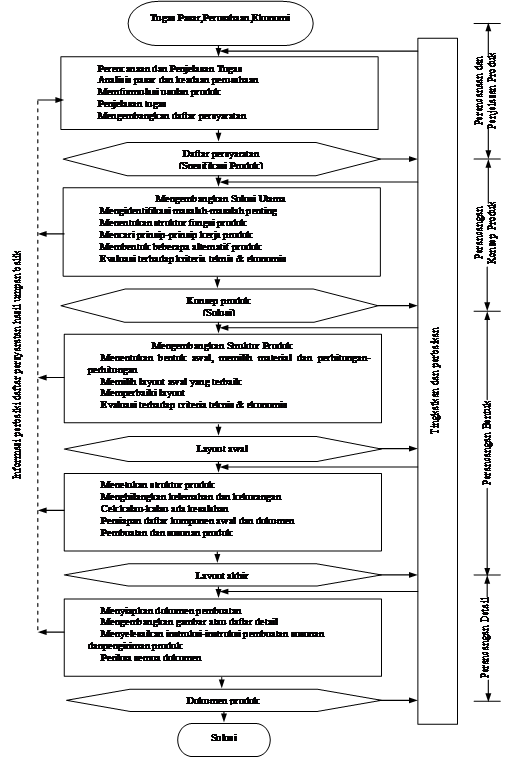 Tugas Pasar,Perusahaan,Ekonomi
Perencanaan dan Penjelasan Tugas
Analisis pasar dan keadaan perusahaan
Memformulasi usulan produk
Penjelasan tugas
Mengembangkan daftar persyaratan
Daftar persyaratan
(Spesifikasi Produk)
Mengembangkan Solusi Utama
Mengidentifikasi masalah-masalah penting
Menentukan struktur fungsi produk
Mencari prinsip-prinsip kerja produk
Membentuk beberapa alternatif produk
Evaluasi terhadap kriteria teknis & ekonomis
Konsep produk
(Solusi)
Mengembangkan Struktur Produk
Menentukan bentuk awal, memilih material dan perhitungan-
perhitungan
Memilih layout awal yang terbaik
Memperbaiki layout
Evaluasi terhadap kriteria teknis & ekonomis
Layout awal
Menetukan struktur produk
Menghilangkan kelemahan dan kekurangan
Cek kalau-kalau ada kesalahan
Persiapan daftar komponen awal dan dokumen
Pembuatan dan susunan produk
Layout akhir
Menyiapkan dokumen pembuatan
Mengembangkan gambar atau daftar detail
Menyelesaikan instruksi-instruksi pembuatan susunan
danpengiriman produk
Periksa semua dokumen
Dokumen produk
Solusi
Informasi perbaiki daftar persyaratan hasil umpan balik
Tingkatkan dan perbaikan
Perencanaan dan
Penjelasan Produk
Perancangan
Konsep Produk
Perancangan Bentuk
Perancangan Detail